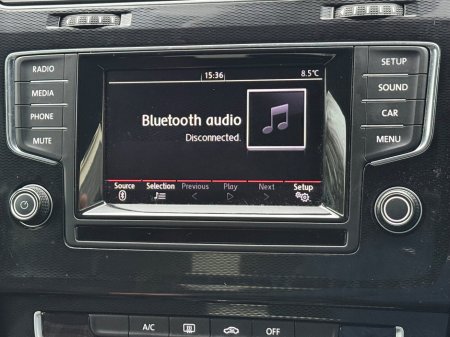 15:36 8.5°C
RADIO
MEDIA
PHONE
MUTE
Bluetooth audio
Disconnected.
SETUP
SOUND
CAR
MENU
Source Selection Previous Play Next Setup
A/C OFF